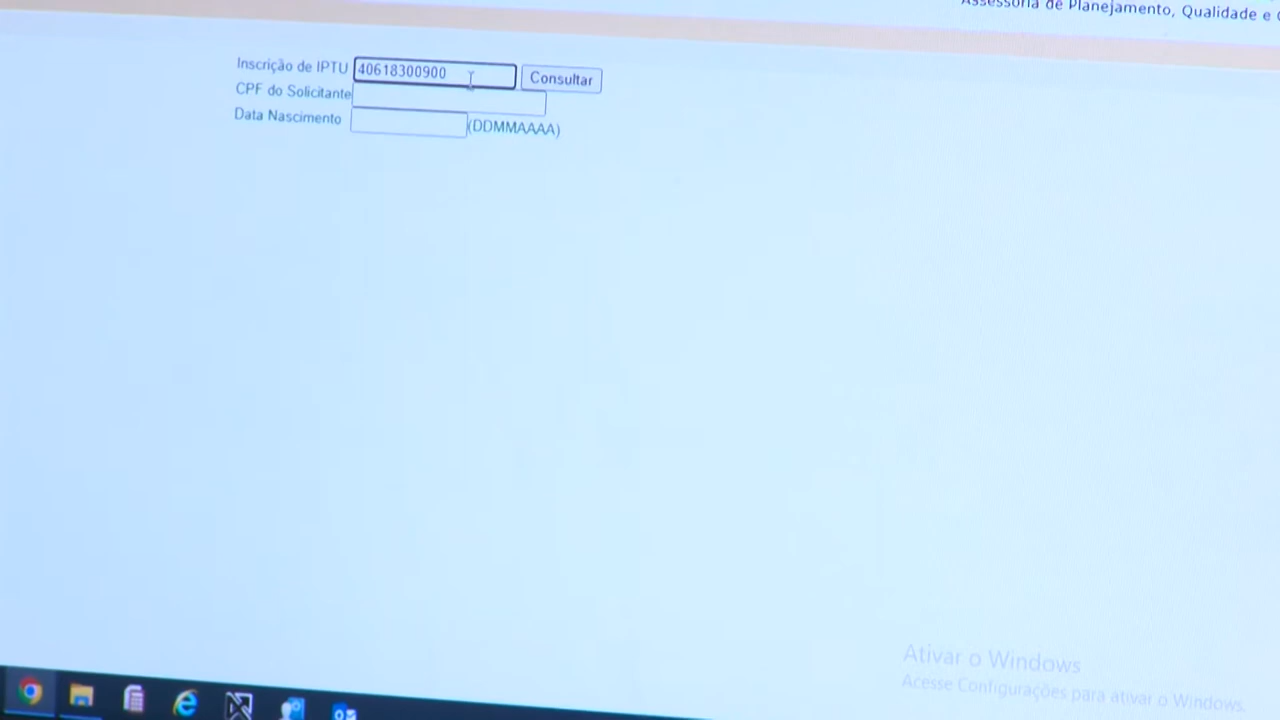 Assessoria de Planejamento, Qualidade e
Inscrição de IPTU 40618300900 Consultar
CPF do Solicitante
Data Nascimento (DDMMAAAA)
Ativar o Windows
Acesse Configurações para ativar o Windows.